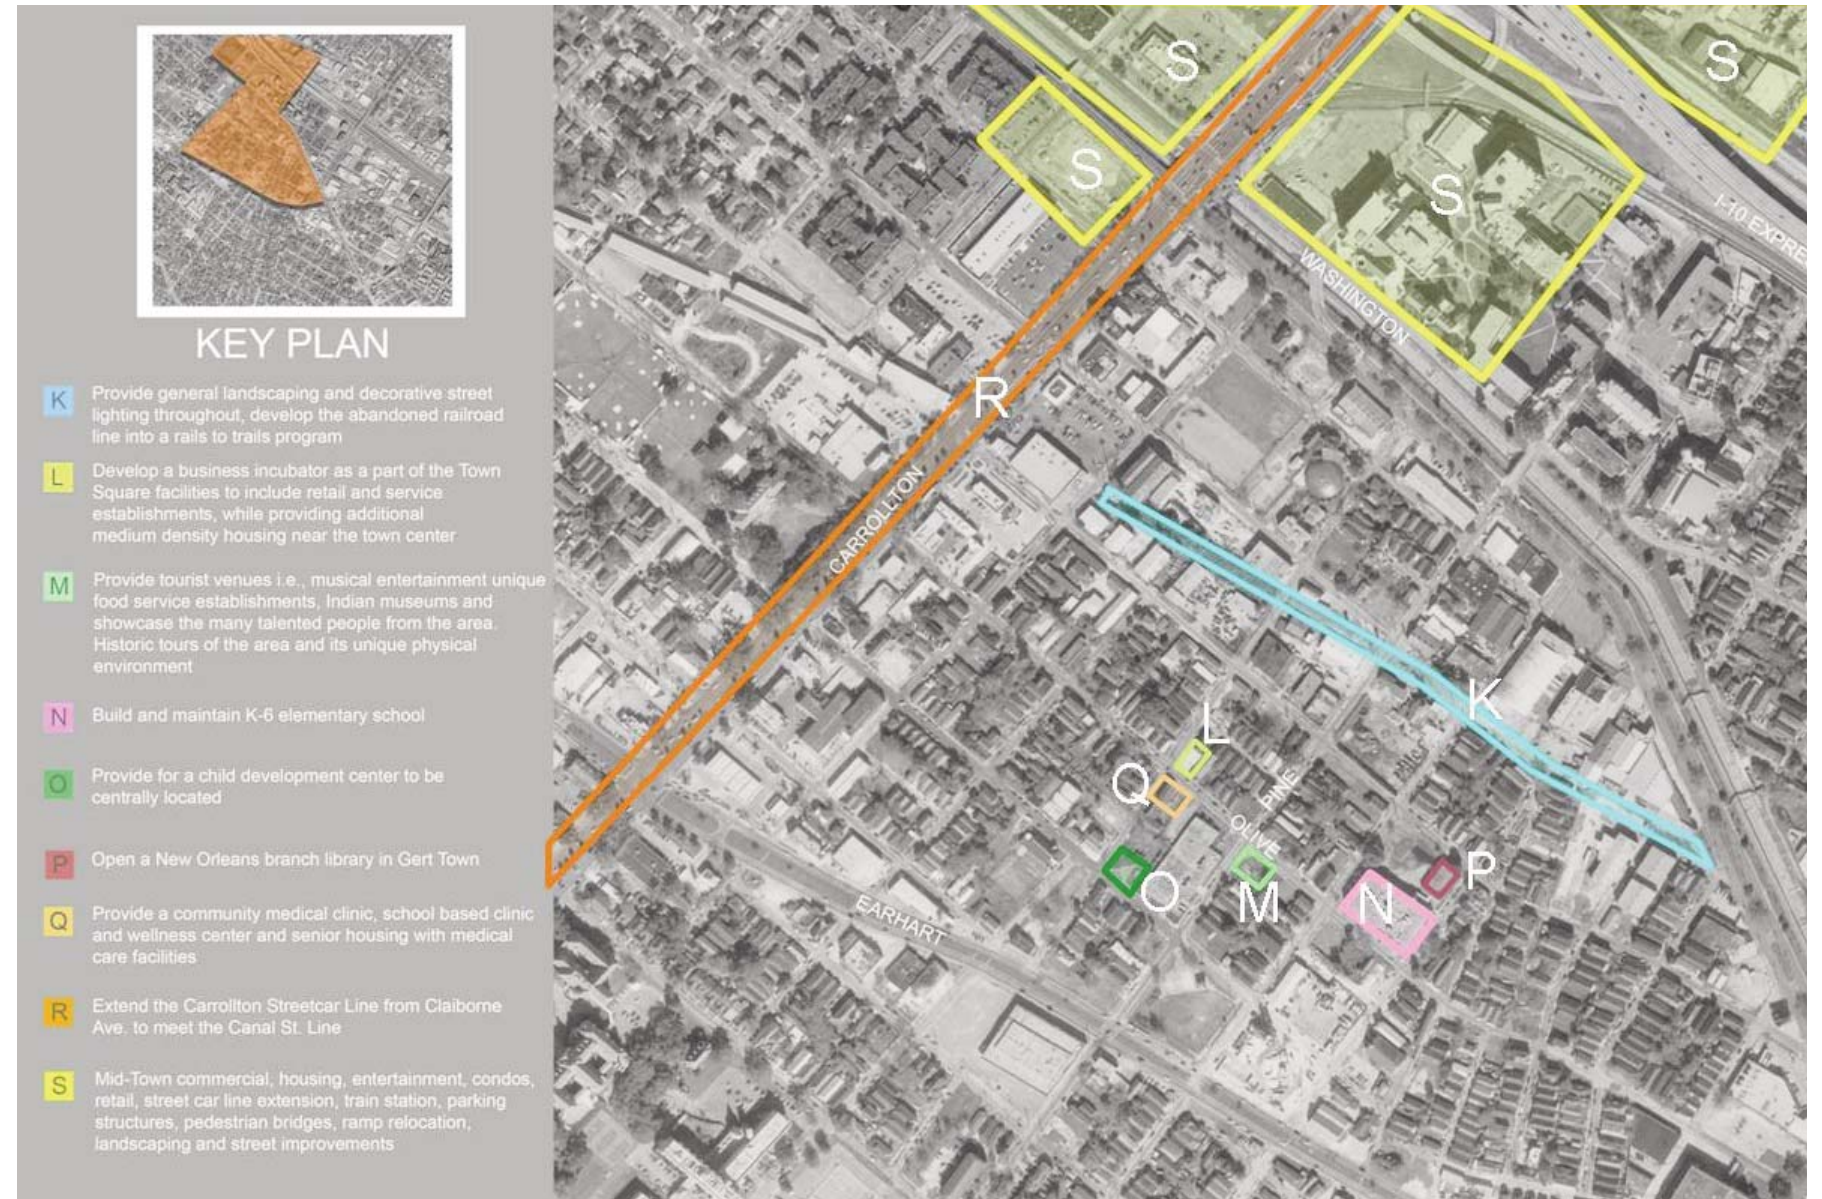 KEY PLAN
K
Provide general landscaping and decorative street
lighting throughout, develop the abandoned railroad
line into a rails to trails program
L
Develop a business incubator as a part of the Town
Square facilities to include retail and service
establishments, while providing additional
medium density housing near the town center
M
Provide tourist venues i.e., musical entertainment unique
food service establishments, Indian museums and
showcase the many talented people from the area.
Historic tours of the area and its unique physical
environment
N
Build and maintain K-6 elementary school
O
Provide for a child development center to be
centrally located
P
Open a New Orleans branch library in Gert Town
Q
Provide a community medical clinic, school based clinic
and wellness center and senior housing with medical
care facilities
R
Extend the Carrollton Streetcar Line from Claiborne
Ave. to meet the Canal St. Line
S
Mid-Town commercial, housing, entertainment, condos,
retail, street car line extension, train station, parking
structures, pedestrian bridges, ramp relocation,
landscaping and street improvements
S
S
S
S
I-10 EXPRE
WASHINGTON
R
CARROLLTON
K
L
Q
PINE
OLIVE
O
M
N
P
EARHART